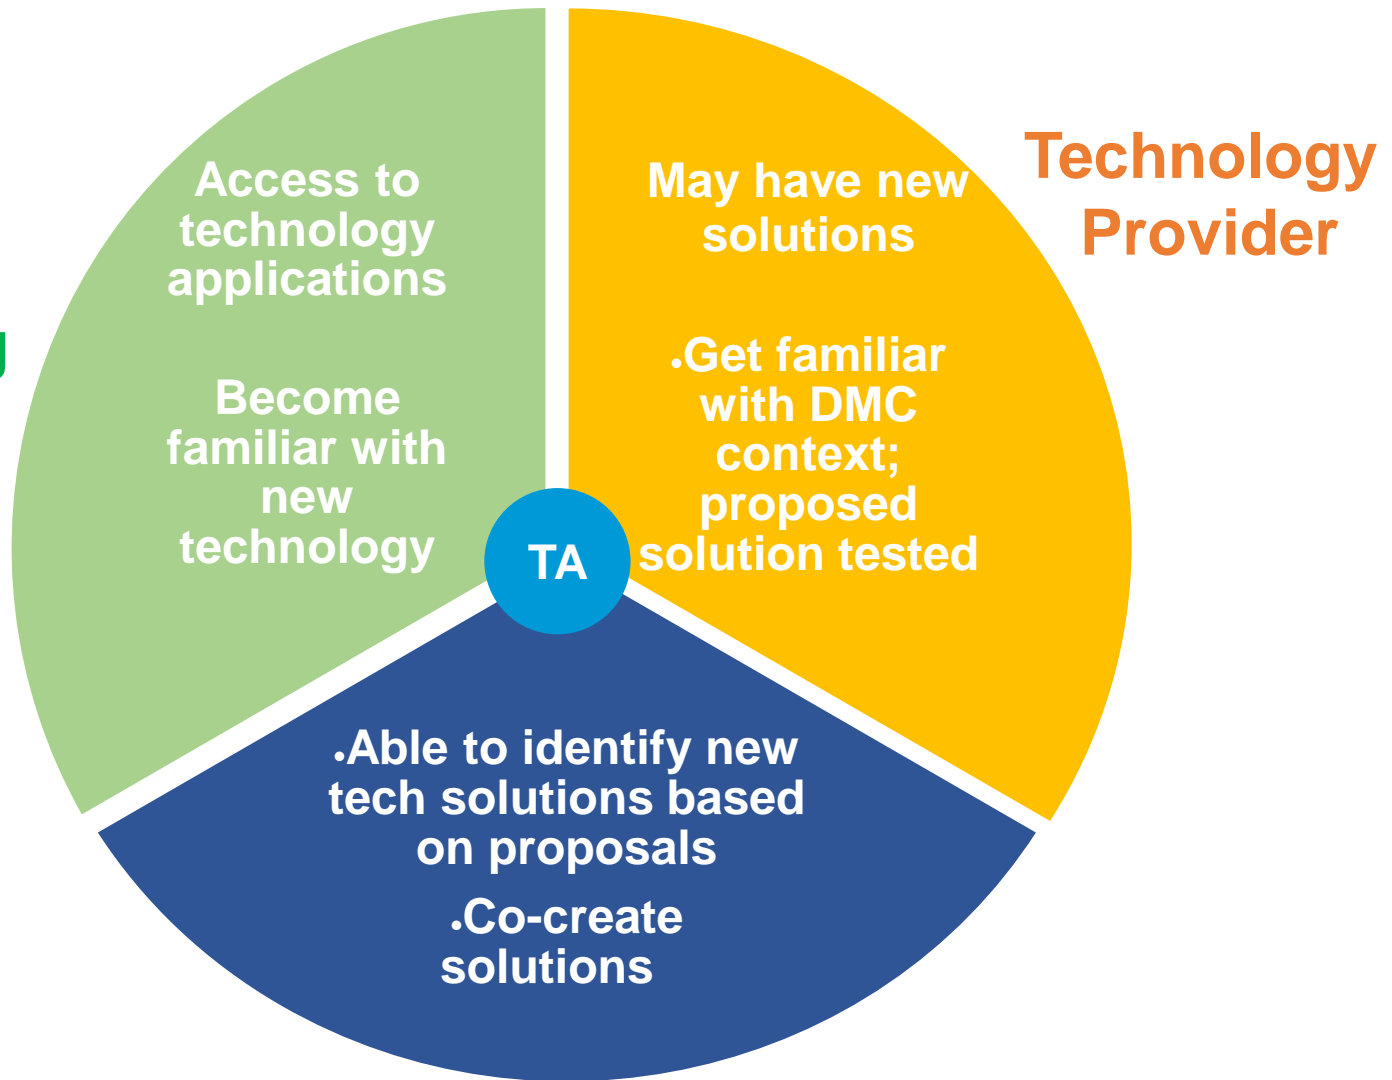 Access to
technology
applications
Become
familiar with
new
technology
May have new
solutions
•Get familiar
with DMC
context;
proposed
solution tested
Technology
Provider
TA
•Able to identify new
tech solutions based
on proposals
•Co-create
solutions